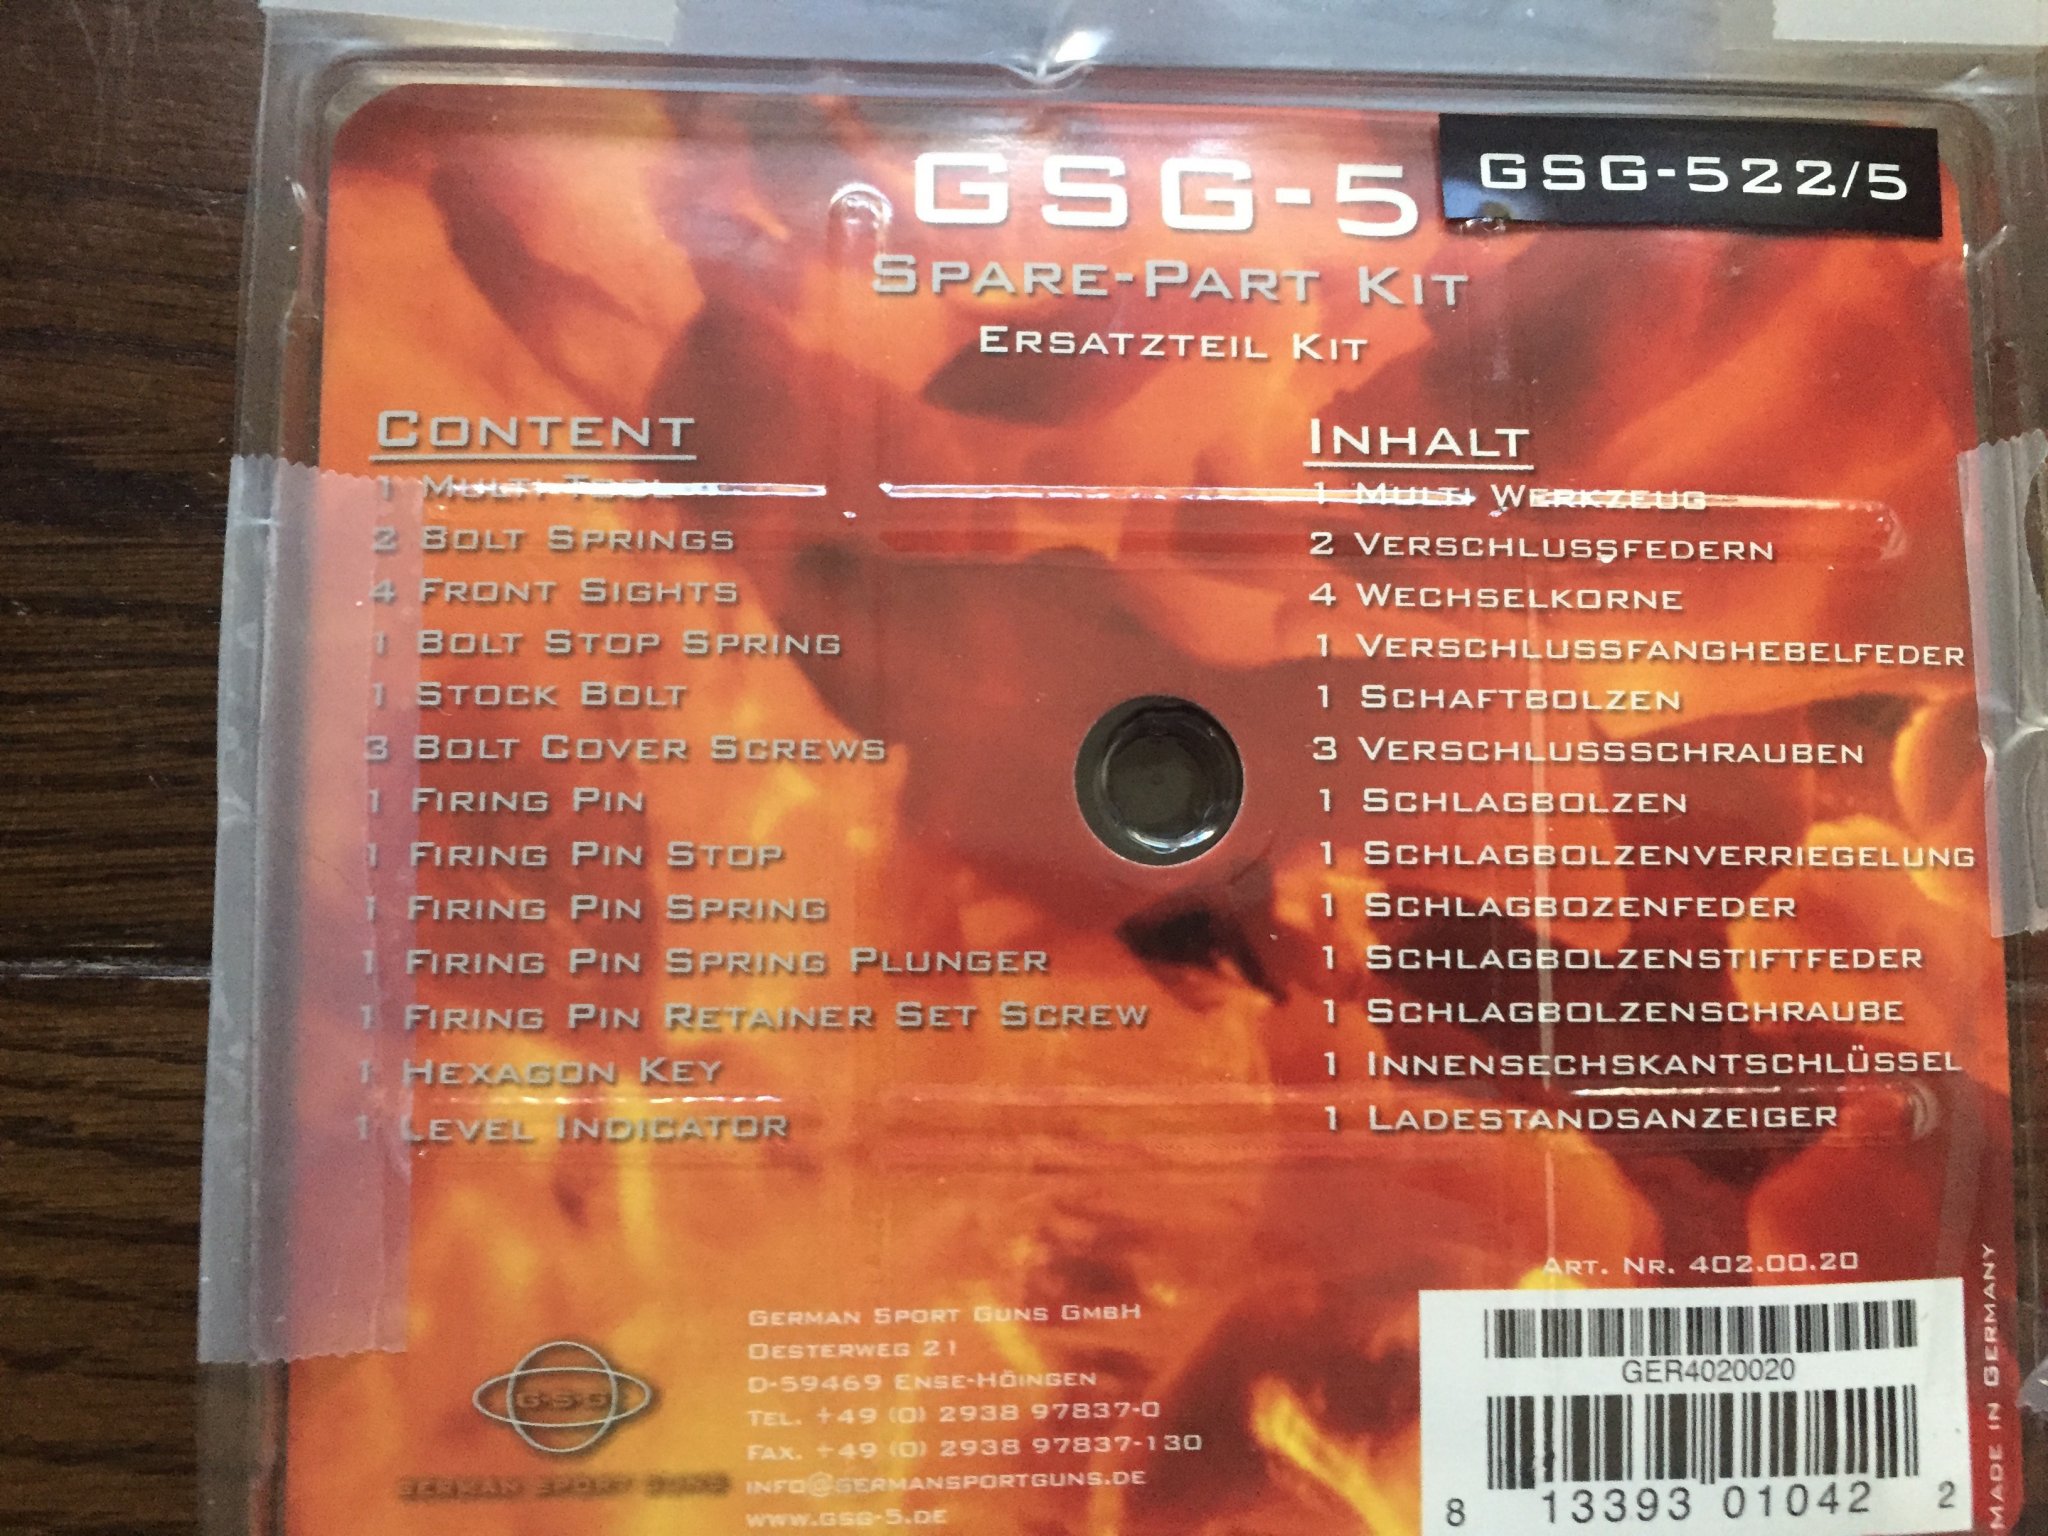 GSG-5
GSG-522/5
Spare-Part Kit
Ersatzteil Kit
Content
1 Multi Tool
2 Bolt Springs
4 Front Sights
1 Bolt Stop Spring
1 Stock Bolt
3 Bolt Cover Screws
1 Firing Pin
1 Firing Pin Stop
1 Firing Pin Spring
1 Firing Pin Spring Plunger
1 Firing Pin Retainer Set Screw
1 Hexagon Key
1 Level Indicator
Inhalt
1 Multi Werkzeug
2 Verschlussfedern
4 Wechselkorne
1 Verschlussfanghebelfeder
1 Schaftbolzen
3 Verschlussschrauben
1 Schlagbolzen
1 Schlagbolzenverriegelung
1 Schlagbozenfeder
1 Schlagbolzenstiftfeder
1 Schlagbolzenschraube
1 Innensechskantschlüssel
1 Ladestandsanzeiger
G·S·G
German Sport Guns
German Sport Guns GmbH
Oesterweg 21
D-59469 Ense-Höingen
Tel. +49 (0) 2938 97837-0
Fax. +49 (0) 2938 97837-130
info@germansportguns.de
www.gsg-5.de
Art. Nr. 402.00.20
GER4020020
8 13393 01042 2
Made in Germany